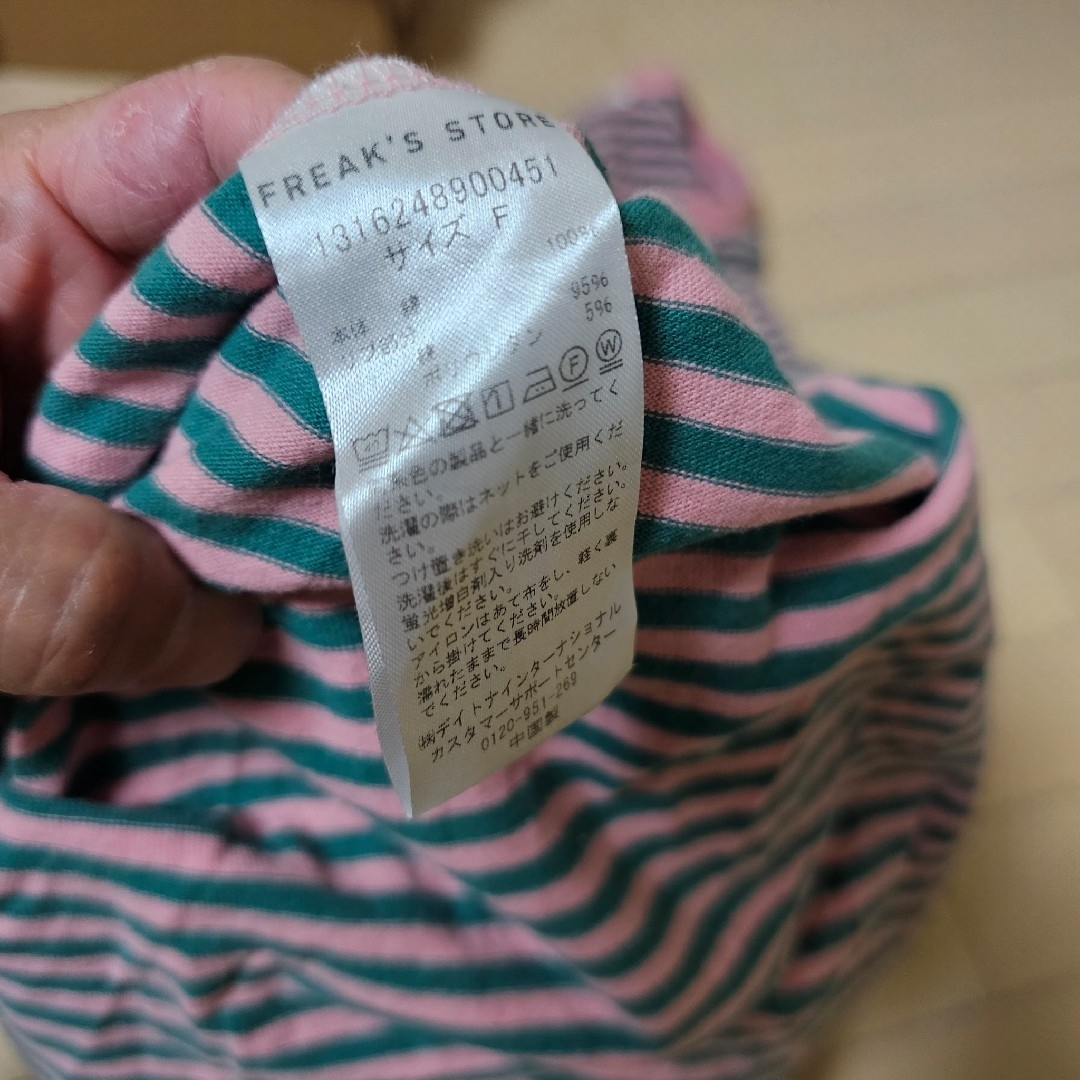 FREAK'S STORE
1316248900451
サイズ F
本体 綿 100%
リブ部分 綿 95%
ポリウレタン 5%
F W
色の製品と一緒に洗ってく
ださい。
洗濯の際はネットをご使用くだ
さい。
つけ置き洗いはお避けください。
洗濯後はすぐに干してください。
蛍光増白剤入り洗剤を使用しな
いでください。
アイロンはあて布をし、軽く裏
から掛けてください。
濡れたままで長時間放置しない
でください。
㈱デイトナインターナショナル
カスタマーサポートセンター
0120-951-269
中国製